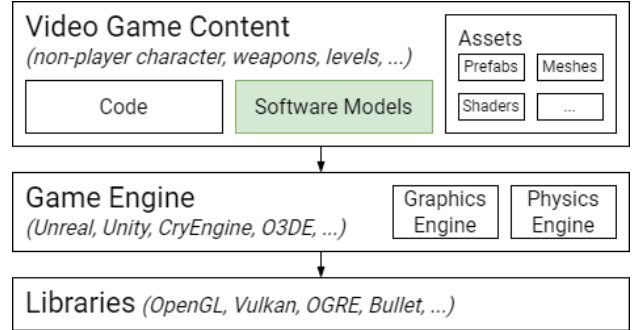 Video Game Content
(non-player character, weapons, levels, ...)
Code
Software Models
Assets
Prefabs
Meshes
Shaders
...
Game Engine
(Unreal, Unity, CryEngine, O3DE, ...)
Graphics
Engine
Physics
Engine
Libraries (OpenGL, Vulkan, OGRE, Bullet, ...)